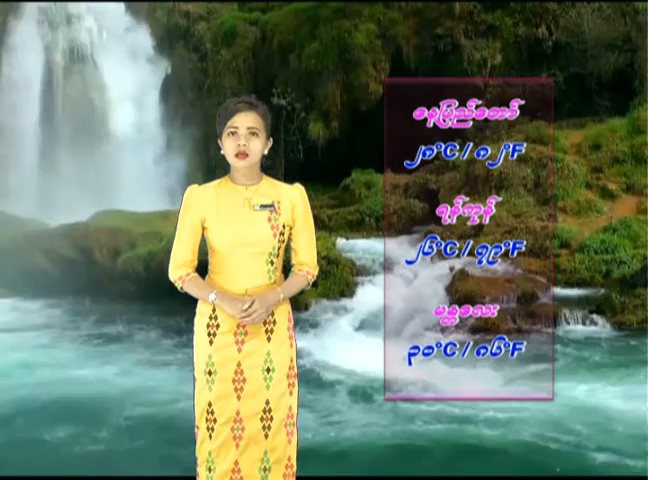 နေပြည်တော်
၂၈°C / ၈၂°F
ရန်ကုန်
၂၆°C / ၇၉°F
မန္တလေး
၃၀°C / ၈၆°F